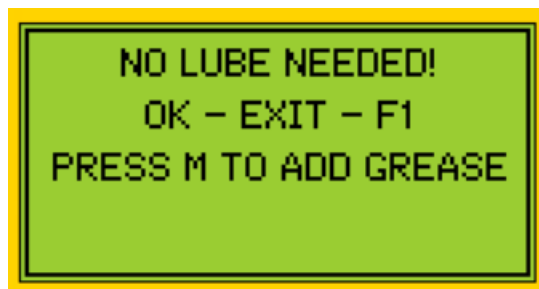 NO LUBE NEEDED!
OK - EXIT - F1
PRESS M TO ADD GREASE